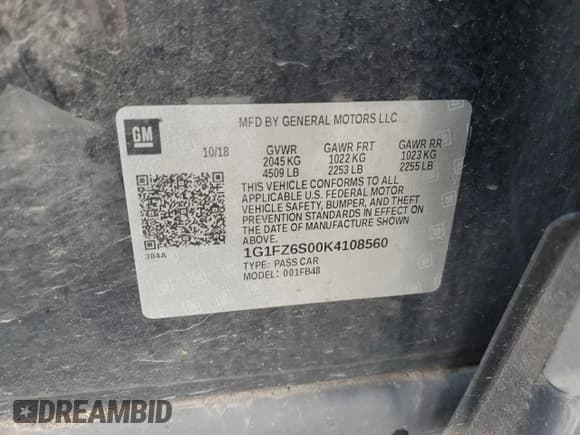 GM
MFD BY GENERAL MOTORS LLC
10/18 GVWR GAWR FRT GAWR RR
2045 KG 1022 KG 1023 KG
4509 LB 2253 LB 2255 LB
THIS VEHICLE CONFORMS TO ALL
APPLICABLE U.S. FEDERAL MOTOR
VEHICLE SAFETY, BUMPER, AND THEFT
PREVENTION STANDARDS IN EFFECT ON
THE DATE OF MANUFACTURE SHOWN
ABOVE.
384A
1G1FZ6S00K4108560
TYPE: PASS CAR
MODEL: 001FB48
DREAMBID